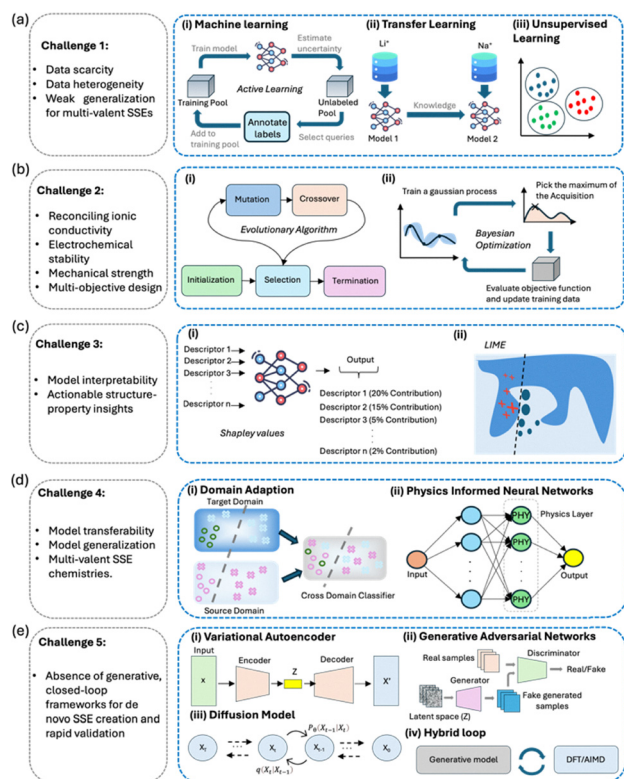 (a)
Challenge 1:
• Data scarcity
• Data heterogeneity
• Weak generalization
for multi-valent SSEs
(i) Machine learning
Train model
Estimate
uncertainty
Active Learning
Training Pool
Unlabeled
Pool
Annotate
labels
Add to
training pool
Select queries
(ii) Transfer Learning
Li⁺
Na⁺
Knowledge
Model 1
Model 2
(iii) Unsupervised
Learning
(b)
Challenge 2:
• Reconciling ionic
conductivity
• Electrochemical
stability
• Mechanical strength
• Multi-objective design
(i)
Mutation
Crossover
Evolutionary Algorithm
Initialization
Selection
Termination
(ii)
Train a gaussian process
Pick the maximum of
the Acquisition
Bayesian
Optimization
Evaluate objective function
and update training data
(c)
Challenge 3:
• Model interpretability
• Actionable structure-
property insights
(i)
Descriptor 1
Descriptor 2
Descriptor 3
Descriptor n
Shapley values
Output
Descriptor 1 (20% Contribution)
Descriptor 2 (15% Contribution)
Descriptor 3 (5% Contribution)
Descriptor n (2% Contribution)
(ii)
LIME
(d)
Challenge 4:
• Model transferability
• Model generalization
• Multi-valent SSE
chemistries.
(i) Domain Adaption
Target Domain
Source Domain
Cross Domain Classifier
(ii) Physics Informed Neural Networks
PHY
Physics Layer
PHY
PHY
Input
Output
(e)
Challenge 5:
• Absence of generative,
closed-loop
frameworks for de
novo SSE creation and
rapid validation
(i) Variational Autoencoder
Input
x
Encoder
Z
Decoder
X'
(ii) Generative Adversarial Networks
Real samples
Discriminator
Real/Fake
Generator
Latent space (Z)
Fake generated
samples
(iii) Diffusion Model
Pθ(Xt-1|Xt)
XT
Xt
Xt-1
X0
q(Xt|Xt-1)
(iv) Hybrid loop
Generative model
DFT/AIMD